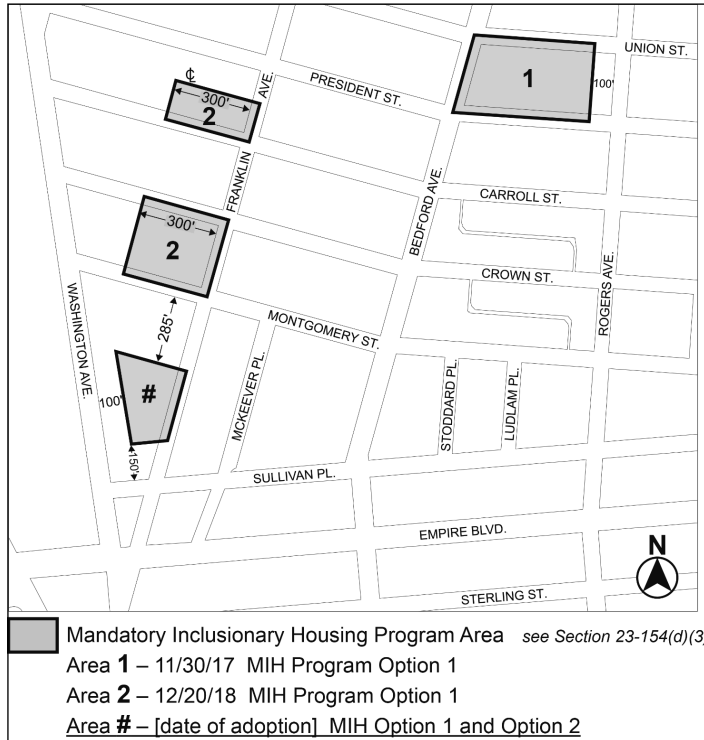 UNION ST.
℄
AVE.
300'
2
PRESIDENT ST.
1
100'
FRANKLIN
BEDFORD AVE.
CARROLL ST.
300'
2
CROWN ST.
ROGERS AVE.
WASHINGTON AVE.
285'
MONTGOMERY ST.
MCKEEVER PL.
STODDARD PL.
LUDLAM PL.
#
100'
150'
SULLIVAN PL.
EMPIRE BLVD.
N
STERLING ST.
Mandatory Inclusionary Housing Program Area see Section 23-154(d)(3)
Area 1 – 11/30/17 MIH Program Option 1
Area 2 – 12/20/18 MIH Program Option 1
Area # – [date of adoption] MIH Option 1 and Option 2